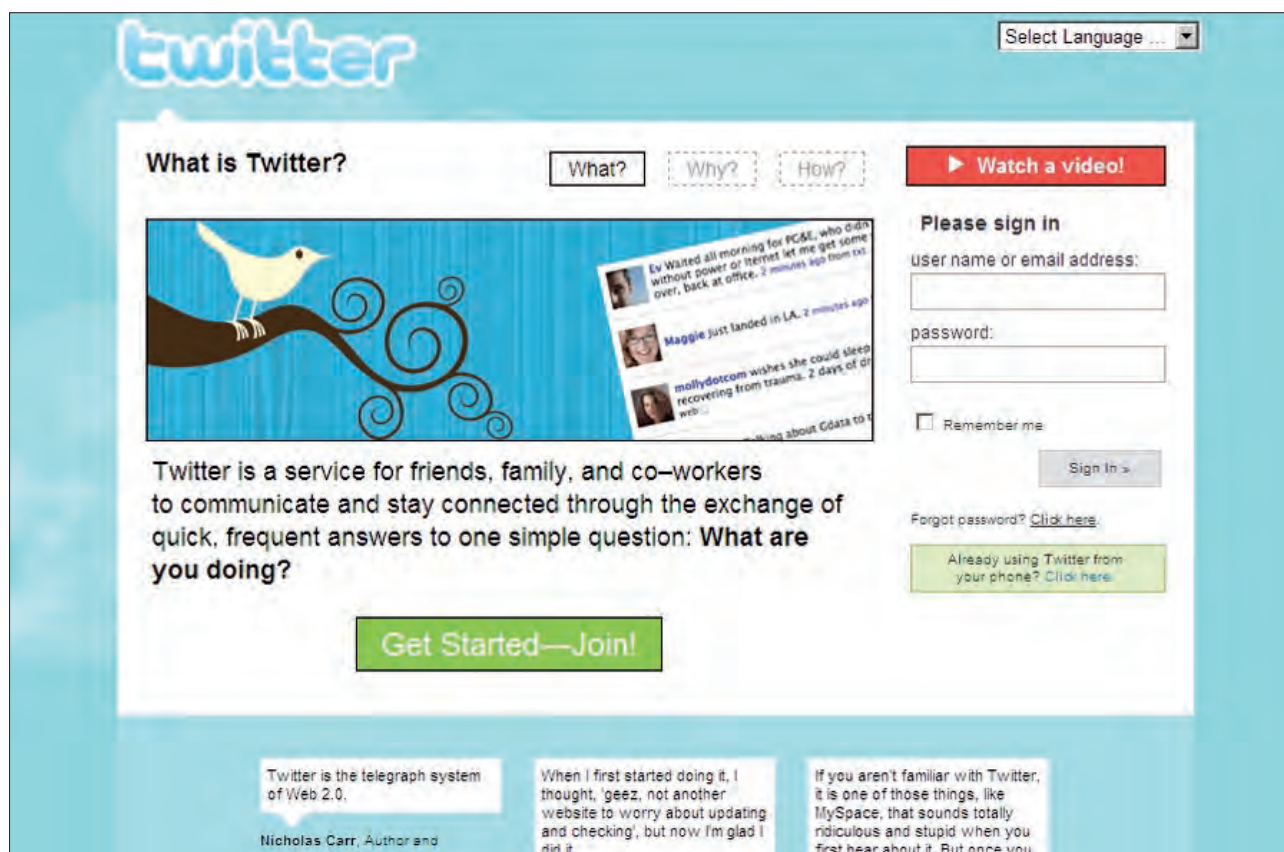 twitter
Select Language ...
What is Twitter?
What?
Why?
How?
Watch a video!
Ev Waited all morning for PG&E, who didn
without power or Iternet let me get some
over, back at office. 2 minutes ago from txt
Maggie just landed in LA. 2 minutes ago
mollydotcom wishes she could sleep
recovering from trauma. 2 days of dr
web
Talking about Gdata to t
Twitter is a service for friends, family, and co–workers
to communicate and stay connected through the exchange of
quick, frequent answers to one simple question: What are
you doing?
Get Started—Join!
Please sign in
user name or email address:
password:
Remember me
Sign In »
Forgot password? Click here.
Already using Twitter from
your phone? Click here.
Twitter is the telegraph system
of Web 2.0.
Nicholas Carr, Author and
When I first started doing it, I
thought, 'geez, not another
website to worry about updating
and checking', but now I'm glad I
did it
If you aren't familiar with Twitter,
it is one of those things, like
MySpace, that sounds totally
ridiculous and stupid when you
first hear about it. But once you